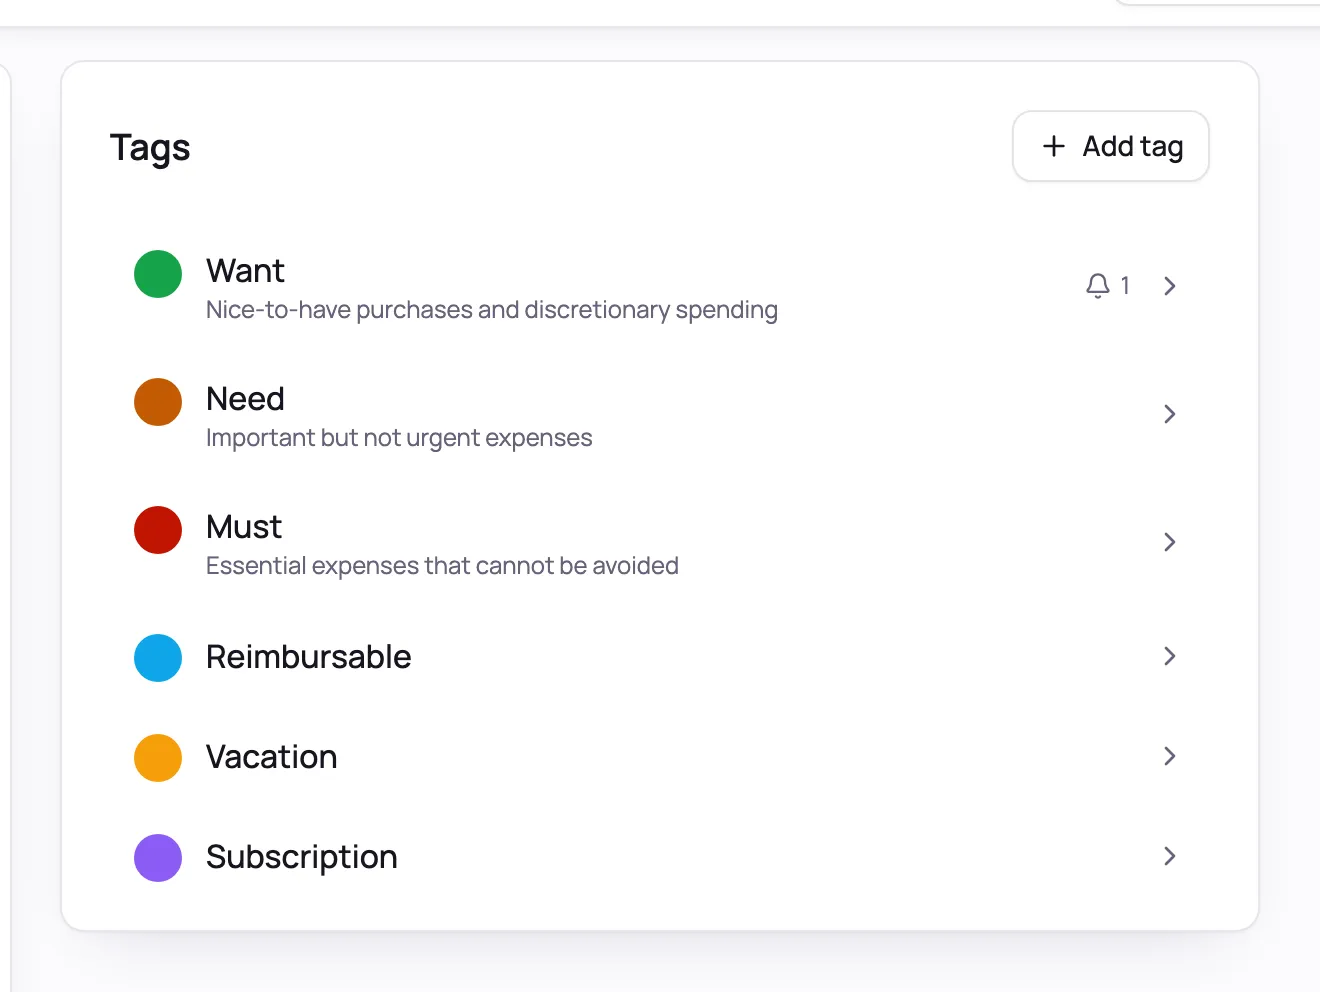 Tags
Add tag
Want
Nice-to-have purchases and discretionary spending
1
Need
Important but not urgent expenses
Must
Essential expenses that cannot be avoided
Reimbursable
Vacation
Subscription